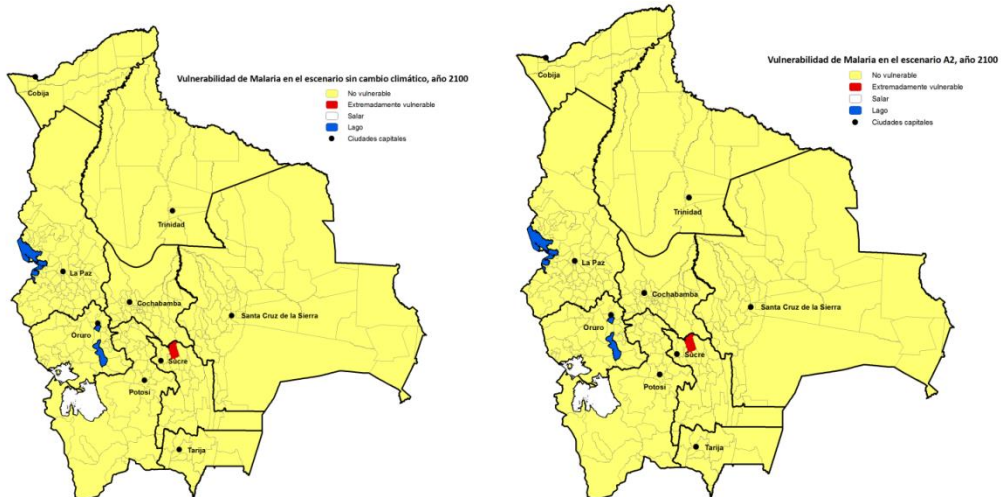 Vulnerabilidad de Malaria en el escenario sin cambio climático, año 2100
No vulnerable
Extremadamente vulnerable
Salar
Lago
Ciudades capitales
Cobija
Trinidad
La Paz
Cochabamba
Santa Cruz de la Sierra
Oruro
Sucre
Potosí
Tarija
Vulnerabilidad de Malaria en el escenario A2, año 2100
No vulnerable
Extremadamente vulnerable
Salar
Lago
Ciudades capitales
Cobija
Trinidad
La Paz
Cochabamba
Santa Cruz de la Sierra
Oruro
Sucre
Potosí
Tarija